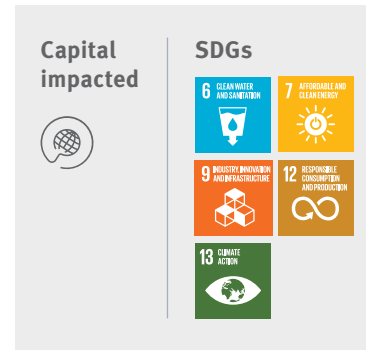 Capital
impacted
SDGs
6 CLEAN WATER
AND SANITATION
7 AFFORDABLE AND
CLEAN ENERGY
9 INDUSTRY, INNOVATION
AND INFRASTRUCTURE
12 RESPONSIBLE
CONSUMPTION
AND PRODUCTION
13 CLIMATE
ACTION